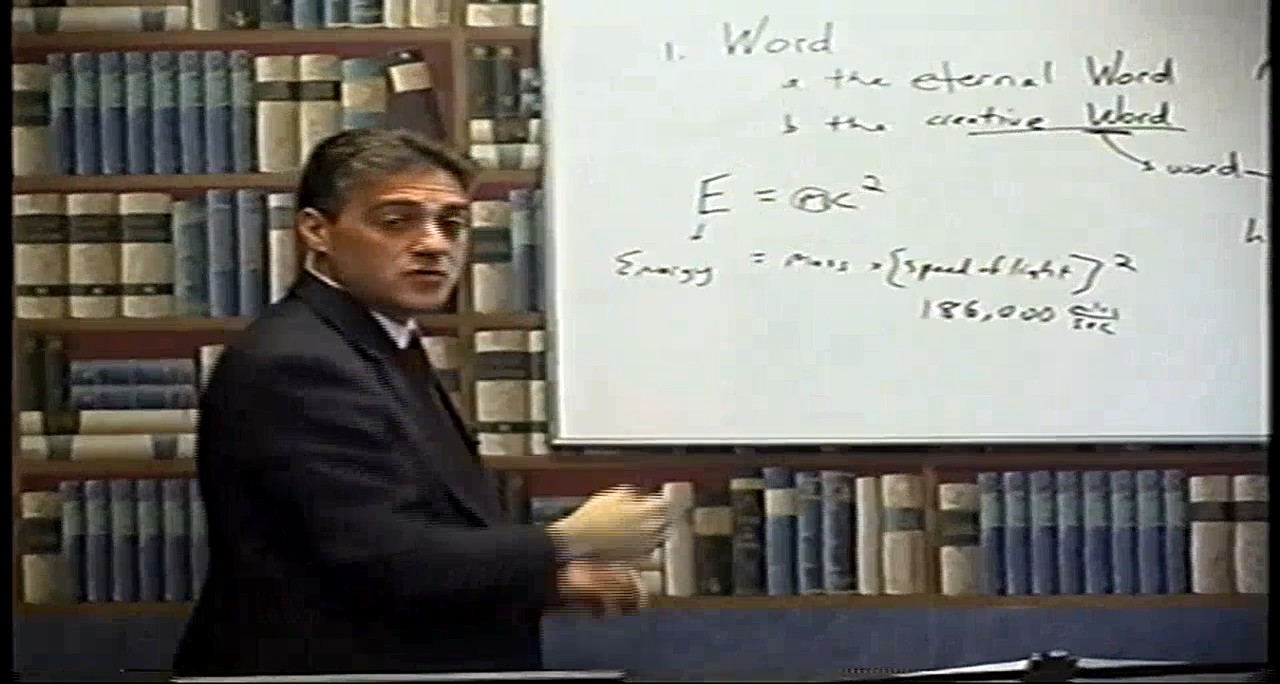 1. Word
a the eternal Word
b the creative Word
word
E = mc²
Energy = mass × {speed of light}²
186,000 mi/sec